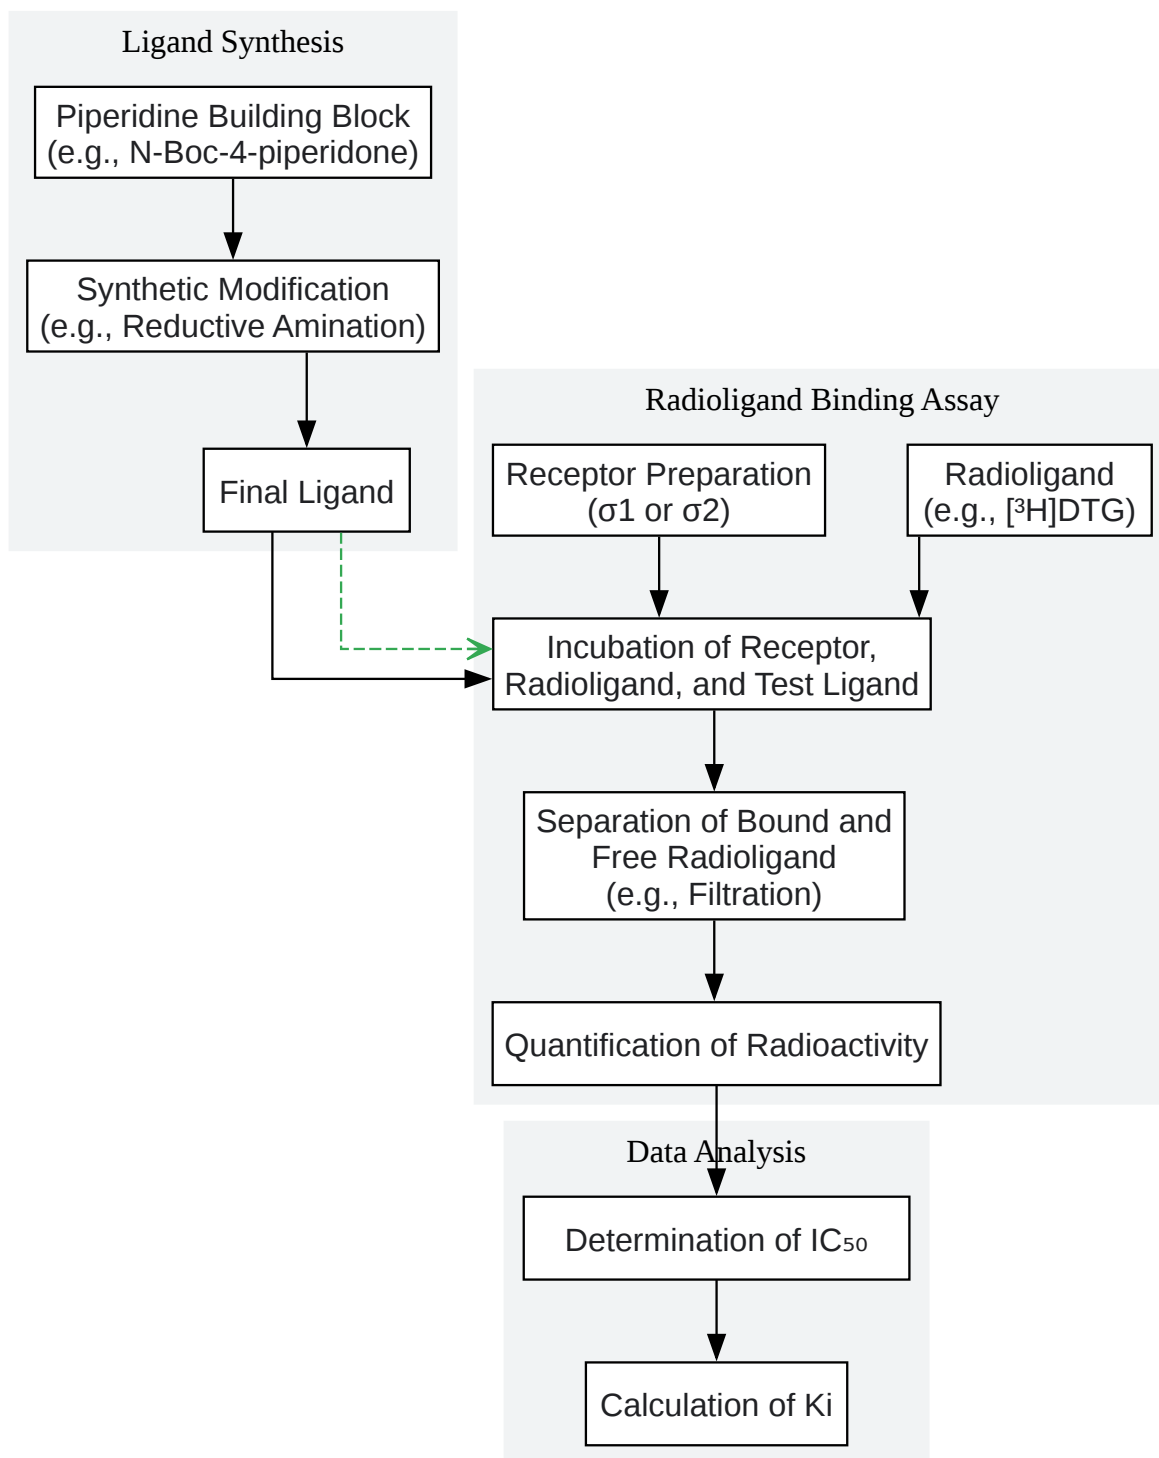 Ligand Synthesis
Piperidine Building Block
(e.g., N-Boc-4-piperidone)
Synthetic Modification
(e.g., Reductive Amination)
Final Ligand
Radioligand Binding Assay
Receptor Preparation
(σ1 or σ2)
Radioligand
(e.g., [³H]DTG)
Incubation of Receptor,
Radioligand, and Test Ligand
Separation of Bound and
Free Radioligand
(e.g., Filtration)
Quantification of Radioactivity
Data Analysis
Determination of IC₅₀
Calculation of Ki